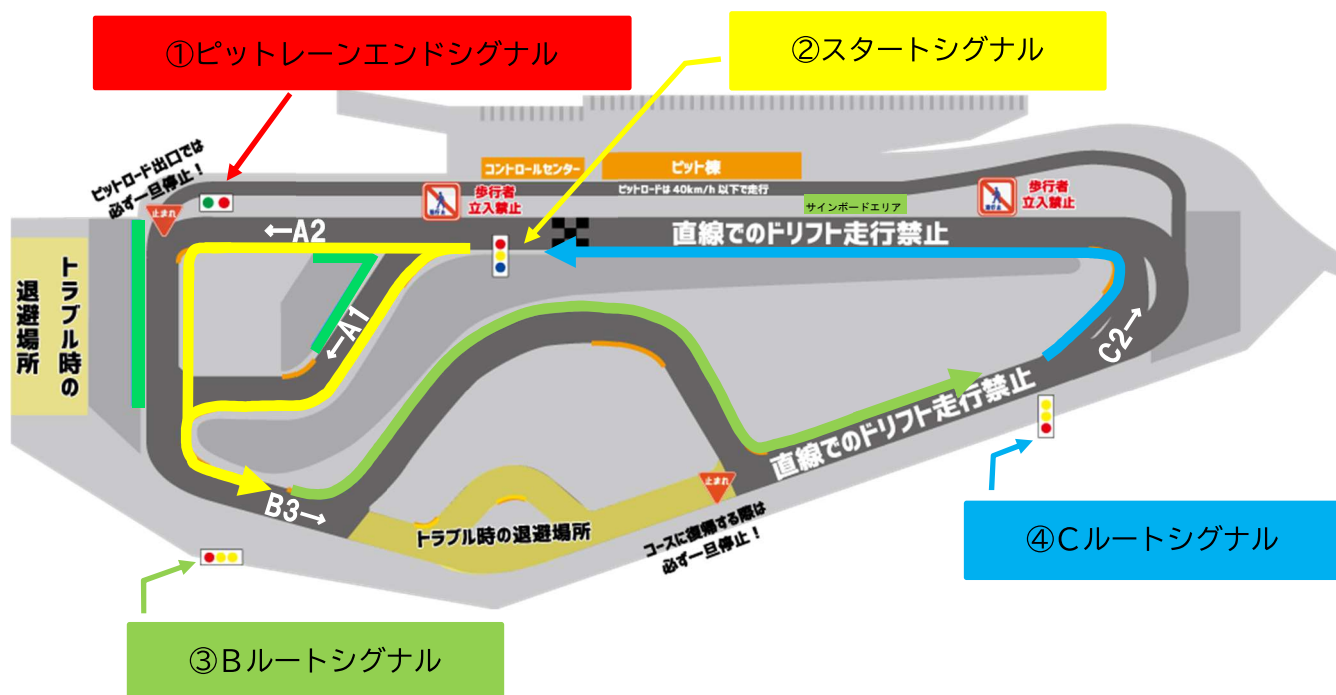 ①ピットレーンエンドシグナル
②スタートシグナル
ピットロード出口では
必ず一旦停止！
止まれ
コントロールセンター
ピット棟
ピットロードは40km/h以下で走行
歩行者
立入禁止
サインボードエリア
歩行者
立入禁止
←A2
直線でのドリフト走行禁止
トラブル時の
退避場所
←A1
C2→
直線でのドリフト走行禁止
B3→
トラブル時の退避場所
止まれ
コースに復帰する際は
必ず一旦停止！
④Cルートシグナル
③Bルートシグナル